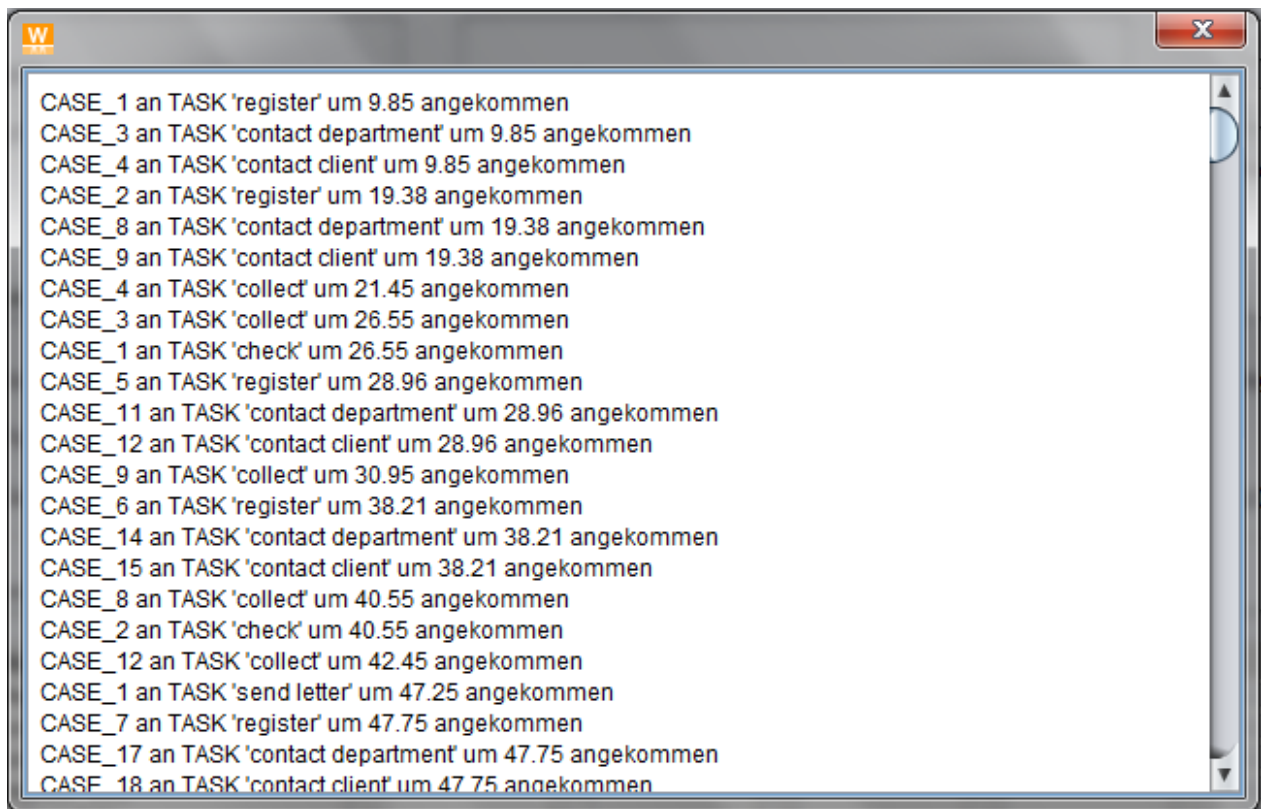 W
CASE_1 an TASK 'register' um 9.85 angekommen
CASE_3 an TASK 'contact department' um 9.85 angekommen
CASE_4 an TASK 'contact client' um 9.85 angekommen
CASE_2 an TASK 'register' um 19.38 angekommen
CASE_8 an TASK 'contact department' um 19.38 angekommen
CASE_9 an TASK 'contact client' um 19.38 angekommen
CASE_4 an TASK 'collect' um 21.45 angekommen
CASE_3 an TASK 'collect' um 26.55 angekommen
CASE_1 an TASK 'check' um 26.55 angekommen
CASE_5 an TASK 'register' um 28.96 angekommen
CASE_11 an TASK 'contact department' um 28.96 angekommen
CASE_12 an TASK 'contact client' um 28.96 angekommen
CASE_9 an TASK 'collect' um 30.95 angekommen
CASE_6 an TASK 'register' um 38.21 angekommen
CASE_14 an TASK 'contact department' um 38.21 angekommen
CASE_15 an TASK 'contact client' um 38.21 angekommen
CASE_8 an TASK 'collect' um 40.55 angekommen
CASE_2 an TASK 'check' um 40.55 angekommen
CASE_12 an TASK 'collect' um 42.45 angekommen
CASE_1 an TASK 'send letter' um 47.25 angekommen
CASE_7 an TASK 'register' um 47.75 angekommen
CASE_17 an TASK 'contact department' um 47.75 angekommen
CASE_18 an TASK 'contact client' um 47.75 angekommen